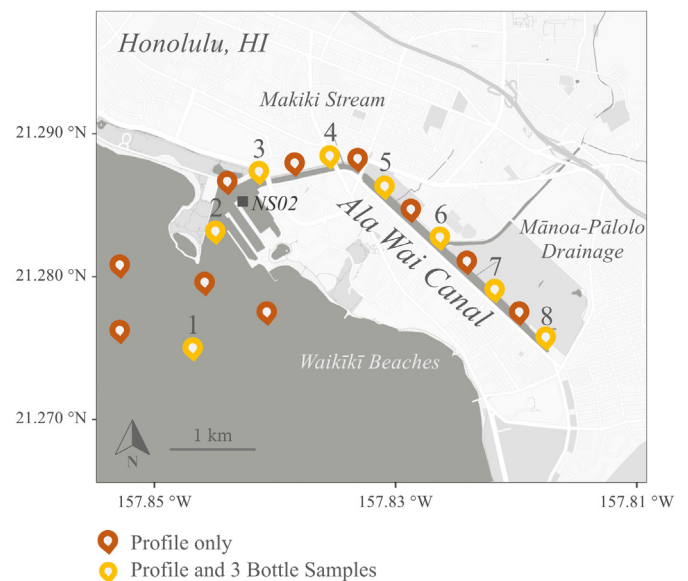 Honolulu, HI
Makiki Stream
21.290 °N
3
4
5
NS02
2
6
Mānoa-Pālolo
Drainage
Ala Wai Canal
7
21.280 °N
8
1
Waikīkī Beaches
21.270 °N
N
1 km
157.85 °W
157.83 °W
157.81 °W
Profile only
Profile and 3 Bottle Samples